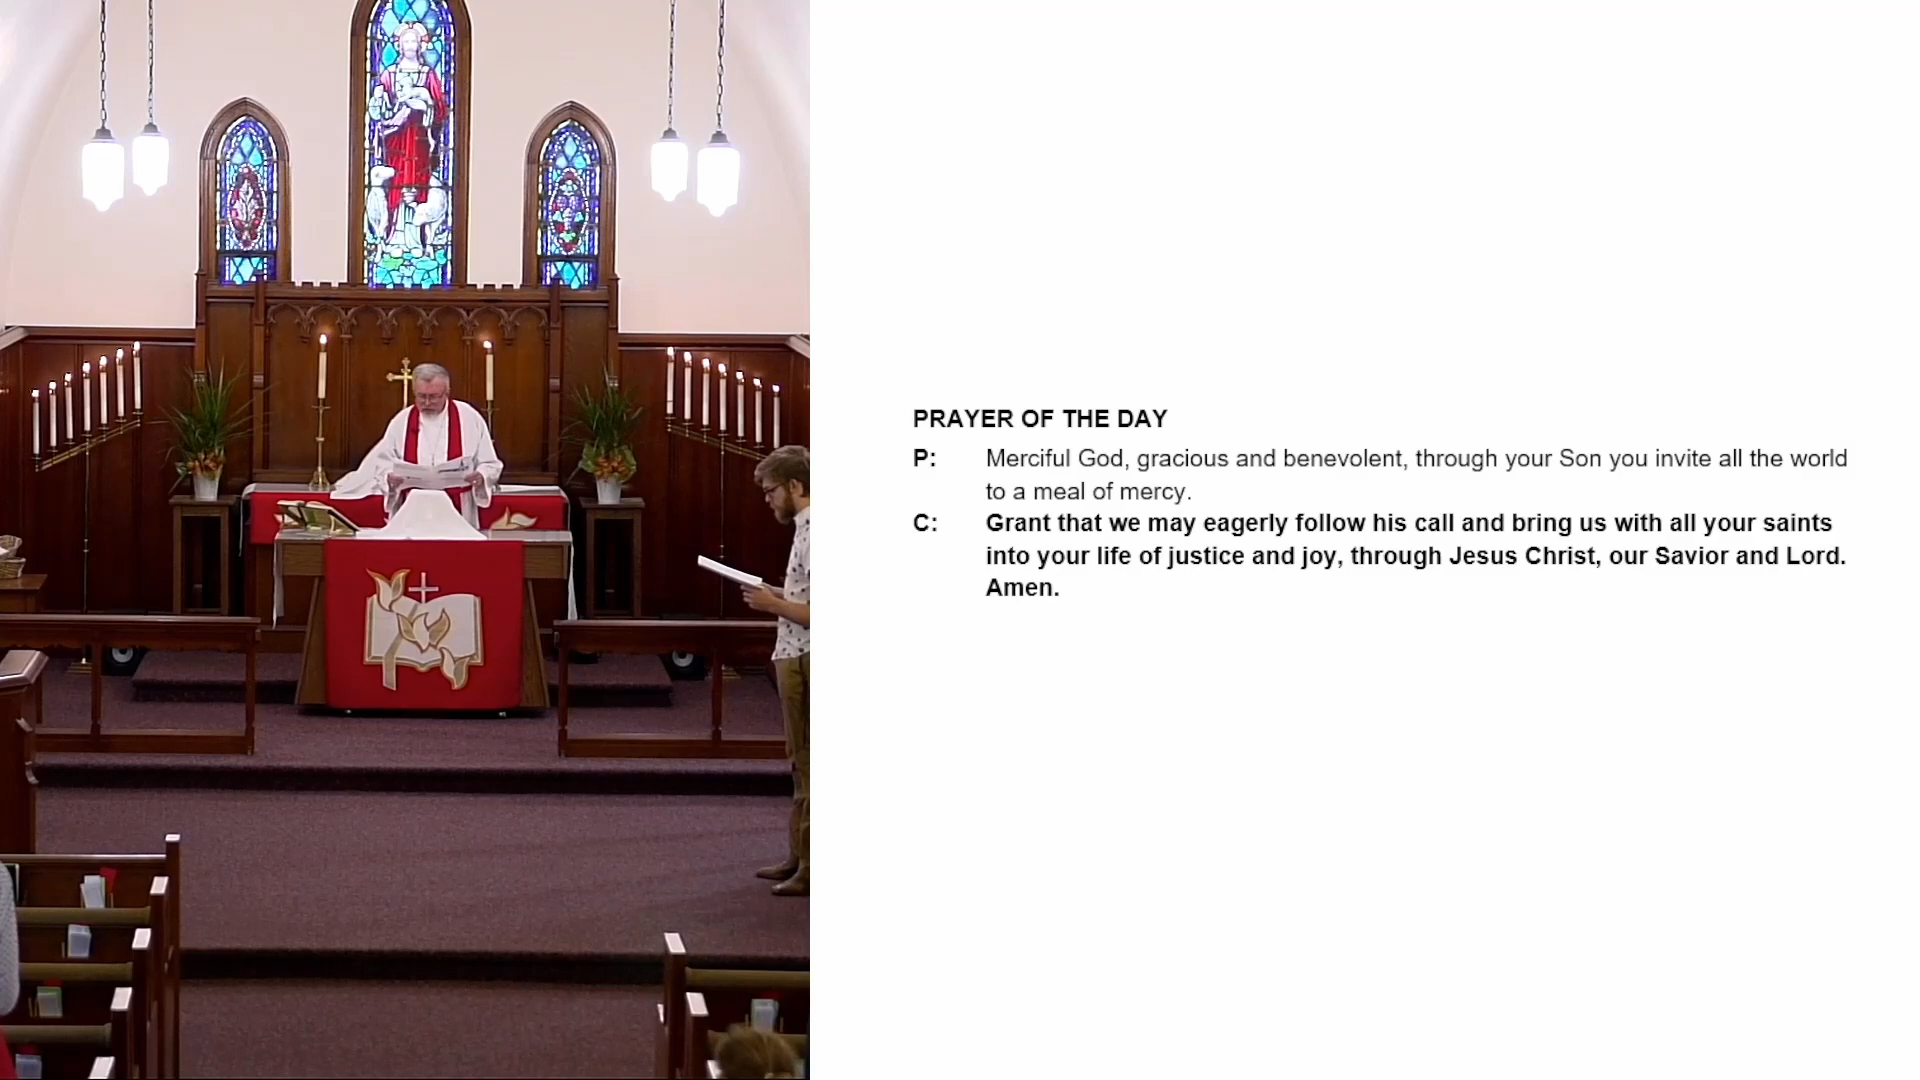 PRAYER OF THE DAY
P: Merciful God, gracious and benevolent, through your Son you invite all the world
to a meal of mercy.
C: Grant that we may eagerly follow his call and bring us with all your saints
into your life of justice and joy, through Jesus Christ, our Savior and Lord.
Amen.